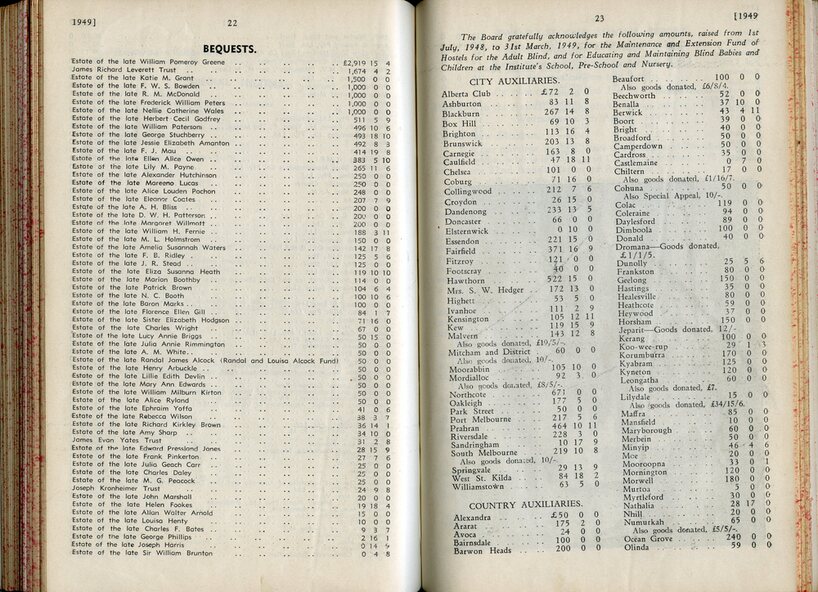 1949]
22
BEQUESTS.
Estate of the late William Pomeroy Greene .. .. .. .. £2,919 15 4
James Richard Leverett Trust .. .. .. .. 1,674 4 2
Estate of the late Katie M. Grant .. .. .. .. 1,500 0 0
Estate of the late F. W. S. Bowden .. .. .. .. 1,000 0 0
Estate of the late R. M. McDonald .. .. .. .. 1,000 0 0
Estate of the late Frederick William Peters .. .. .. .. 1,000 0 0
Estate of the late Nellie Catherine Wales .. .. .. .. 1,000 0 0
Estate of the late Herbert Cecil Godfrey .. .. .. .. 511 5 9
Estate of the late William Paterson .. .. .. .. 496 10 6
Estate of the late George Stuchbery .. .. .. .. 493 18 10
Estate of the late Jessie Elizabeth Amanton .. .. .. .. 492 8 3
Estate of the late F. J. Mau .. .. .. .. 414 19 8
Estate of the late Ellen Alice Owen .. .. .. .. 383 5 10
Estate of the late Lily M. Payne .. .. .. .. 265 11 6
Estate of the late Alexander Hutchinson .. .. .. .. 250 0 0
Estate of the late Mareno Lucas .. .. .. .. 250 0 0
Estate of the late Alice Louden Pochon .. .. .. .. 248 0 0
Estate of the late Eleanor Coates .. .. .. .. 207 7 9
Estate of the late A. H. Bliss .. .. .. .. 200 0 0
Estate of the late D. W. H. Patterson .. .. .. .. 200 0 0
Estate of the late Margaret Willmott .. .. .. .. 200 0 0
Estate of the late William H. Fennie .. .. .. .. 188 3 11
Estate of the late M. L. Holmstrom .. .. .. .. 150 0 0
Estate of the late Amelia Susannah Waters .. .. .. .. 142 17 8
Estate of the late F. B. Ridley .. .. .. .. 125 5 6
Estate of the late J. R. Stead .. .. .. .. 125 0 0
Estate of the late Eliza Susanna Heath .. .. .. .. 119 10 10
Estate of the late Marion Boothby .. .. .. .. 114 0 0
Estate of the late Patrick Brown .. .. .. .. 104 6 4
Estate of the late N. C. Booth .. .. .. .. 100 10 6
Estate of the late Baron Marks .. .. .. .. 100 0 0
Estate of the late Florence Ellen Gill .. .. .. .. 84 1 7
Estate of the late Sister Elizabeth Hodgson .. .. .. .. 71 16 0
Estate of the late Charles Wright .. .. .. .. 67 0 0
Estate of the late Lucy Annie Briggs .. .. .. .. 50 15 0
Estate of the late Julia Annie Rimmington .. .. .. .. 50 0 0
Estate of the late A. M. White .. .. .. .. 50 0 0
Estate of the late Randal James Alcock (Randal and Louisa Alcock Fund) 50 0 0
Estate of the late Henry Arbuckle .. .. .. .. 50 0 0
Estate of the late Lillie Edith Devlin .. .. .. .. 50 0 0
Estate of the late Mary Ann Edwards .. .. .. .. 50 0 0
Estate of the late William Milburn Kirton .. .. .. .. 50 0 0
Estate of the late Alice Ryland .. .. .. .. 50 0 0
Estate of the late Ephraim Yoffa .. .. .. .. 41 0 6
Estate of the late Rebecca Wilson .. .. .. .. 38 3 7
Estate of the late Richard Kirkley Brown .. .. .. .. 36 14 1
Estate of the late Amy Sharp .. .. .. .. 34 10 0
James Evan Yates Trust .. .. .. .. 31 2 8
Estate of the late Edward Pressland Jones .. .. .. .. 28 15 9
Estate of the late Frank Pinkerton .. .. .. .. 27 7 6
Estate of the late Julia Geach Carr .. .. .. .. 25 0 0
Estate of the late Charles Daley .. .. .. .. 25 0 0
Estate of the late M. G. Peacock .. .. .. .. 25 0 0
Joseph Kronheimer Trust .. .. .. .. 24 9 8
Estate of the late John Marshall .. .. .. .. 20 0 0
Estate of the late Helen Fookes .. .. .. .. 19 18 4
Estate of the late Allan Walter Arnold .. .. .. .. 15 0 0
Estate of the late Louisa Henty .. .. .. .. 10 0 0
Estate of the late Charles F. Bates .. .. .. .. 9 3 7
Estate of the late George Phillips .. .. .. .. 2 16 1
Estate of the late Joseph Harris .. .. .. .. 0 14
Estate of the late Sir William Brunton .. .. .. .. 0 4 8
23
[1949
The Board gratefully acknowledges the following amounts, raised from 1st
July, 1948, to 31st March, 1949, for the Maintenance and Extension Fund of
Hostels for the Adult Blind, and for Educating and Maintaining Blind Babies and
Children at the Institute's School, Pre-School and Nursery.
CITY AUXILIARIES.
Alberta Club .. .. £72 2 0
Ashburton .. .. 83 11 8
Blackburn .. .. 267 14 8
Box Hill .. .. 69 10 3
Brighton .. .. 113 16 4
Brunswick .. .. 203 13 8
Carnegie .. .. 163 8 0
Caulfield .. .. 47 18 11
Chelsea .. .. 101 0 0
Coburg .. .. 71 16 0
Collingwood .. .. 212 7 6
Croydon .. .. 26 15 0
Dandenong .. .. 233 13 5
Doncaster .. .. 66 0 0
Elsternwick .. .. 0 10 0
Essendon .. .. 221 15 0
Fairfield .. .. 371 16 9
Fitzroy .. .. 121 0 0
Footscray .. .. 40 0 0
Hawthorn .. .. 522 15 0
Mrs. S. W. Hedger .. 172 13 0
Highett .. .. 53 5 0
Ivanhoe .. .. 111 2 9
Kensington .. .. 105 12 11
Kew .. .. 119 15 9
Malvern .. .. 143 12 8
Also goods donated, £19/5/-.
Mitcham and District 60 0 0
Also goods donated, 10/-.
Moorabbin .. .. 105 10 0
Mordialloc .. .. 92 3 0
Also goods donated, £8/5/-.
Northcote .. .. 671 0 0
Oakleigh .. .. 177 5 0
Park Street .. .. 50 0 0
Port Melbourne .. .. 217 5 6
Prahran .. .. 464 10 11
Riversdale .. .. 228 3 0
Sandringham .. .. 10 17 9
South Melbourne .. .. 219 10 8
Also goods donated, 10/-.
Springvale .. .. 29 13 9
West St. Kilda .. .. 84 18 2
Williamstown .. .. 63 5 0
COUNTRY AUXILIARIES.
Alexandra .. .. £50 0 0
Ararat .. .. 175 2 0
Avoca .. .. 24 0 0
Bairnsdale .. .. 100 0 0
Barwon Heads .. .. 200 0 0
Beaufort .. .. 100 0 0
Also goods donated, £6/8/4.
Beechworth .. .. 52 0 0
Benalla .. .. 37 10 0
Berwick .. .. 43 4 11
Boort .. .. 39 0 0
Bright .. .. 40 0 0
Broadford .. .. 50 0 0
Camperdown .. .. 50 0 0
Cardross .. .. 35 0 0
Castlemaine .. .. 0 7 0
Chiltern .. .. 17 0 0
Also goods donated, £1/16/7.
Cohuna .. .. 50 0 0
Also Special Appeal, 10/-.
Colac .. .. 119 0 0
Coleraine .. .. 94 0 0
Daylesford .. .. 89 0 0
Dimboola .. .. 100 0 0
Donald .. .. 40 0 0
Dromana—Goods donated,
£1/1/5.
Dunolly .. .. 25 5 6
Frankston .. .. 80 0 0
Geelong .. .. 150 0 0
Hastings .. .. 35 0 0
Healesville .. .. 80 0 0
Heathcote .. .. 59 0 0
Heywood .. .. 37 0 0
Horsham .. .. 150 0 0
Jeparit—Goods donated, 12/-
Kerang .. .. 100 0 0
Koo-wee-rup .. .. 29 1 3
Korumburra .. .. 170 0 0
Kyabram .. .. 125 0 0
Kyneton .. .. 120 0 0
Leongatha .. .. 60 0 0
Also goods donated, £7.
Lilydale .. .. 15 0 0
Also goods donated, £34/15/6.
Maffra .. .. 85 0 0
Mansfield .. .. 10 0 0
Maryborough .. .. 60 0 0
Merbein .. .. 50 0 0
Minyip .. .. 46 4 6
Moe .. .. 20 0 0
Mooroopna .. .. 33 0 1
Mornington .. .. 120 0 0
Morwell .. .. 180 0 0
Murtoa .. .. 5 0 0
Myrtleford .. .. 30 0 6
Nathalia .. .. 28 17 0
Nhill .. .. 20 0 0
Numurkah .. .. 65 0 0
Also goods donated, £5/5/-.
Ocean Grove .. .. 240 0 0
Olinda .. .. 59 0 0